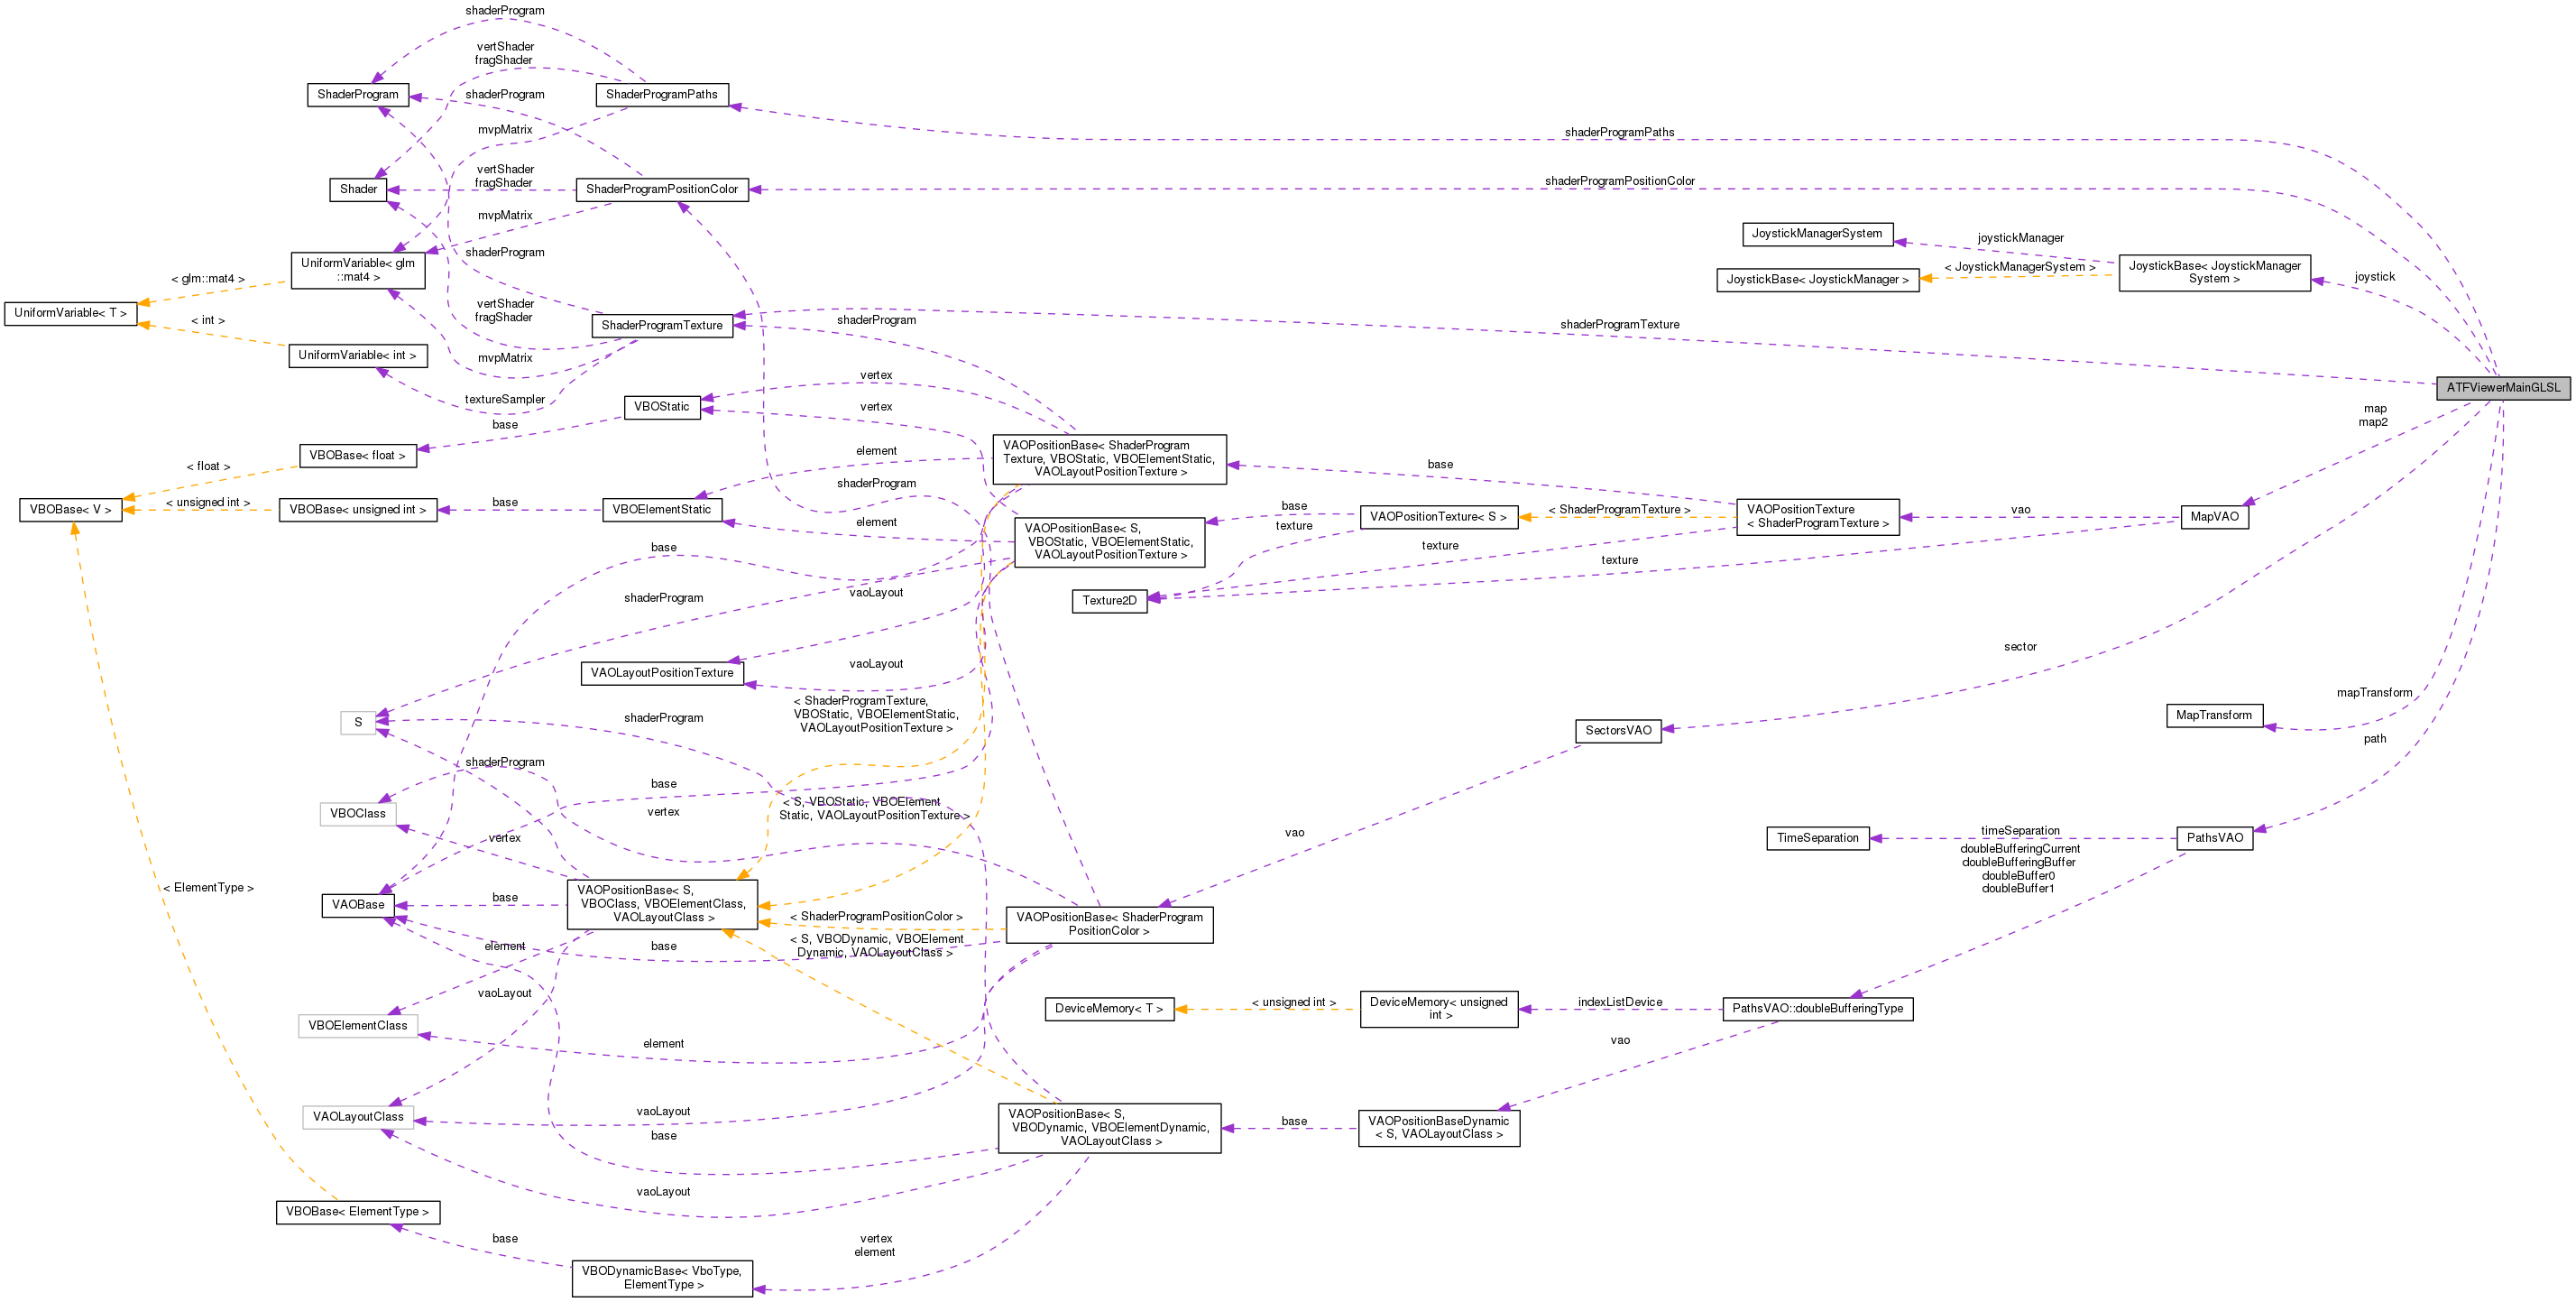 shaderProgram
vertShader
fragShader
ShaderProgram
shaderProgram
ShaderProgramPaths
mvpMatrix
shaderProgramPaths
vertShader
fragShader
Shader
ShaderProgramPositionColor
shaderProgramPositionColor
mvpMatrix
JoystickManagerSystem
joystickManager
shaderProgram
UniformVariable< glm
::mat4 >
< glm::mat4 >
JoystickBase< JoystickManager >
< JoystickManagerSystem >
JoystickBase< JoystickManager
System >
joystick
UniformVariable< T >
< int >
vertShader
fragShader
ShaderProgramTexture
shaderProgram
shaderProgramTexture
UniformVariable< int >
mvpMatrix
vertex
ATFViewerMainGLSL
textureSampler
VBOStatic
vertex
map
map2
base
VBOBase< float >
element
VAOPositionBase< ShaderProgram
Texture, VBOStatic, VBOElementStatic,
VAOLayoutPositionTexture >
base
< float >
shaderProgram
VBOBase< V >
< unsigned int >
VBOBase< unsigned int >
base
VBOElementStatic
element
VAOPositionBase< S,
VBOStatic, VBOElementStatic,
VAOLayoutPositionTexture >
base
texture
VAOPositionTexture< S >
< ShaderProgramTexture >
VAOPositionTexture
< ShaderProgramTexture >
vao
MapVAO
base
texture
texture
shaderProgram
vaoLayout
Texture2D
sector
VAOLayoutPositionTexture
vaoLayout
mapTransform
< ShaderProgramTexture,
VBOStatic, VBOElementStatic,
VAOLayoutPositionTexture >
S
shaderProgram
SectorsVAO
MapTransform
path
shaderProgram
base
VBOClass
vertex
< S, VBOStatic, VBOElement
Static, VAOLayoutPositionTexture >
vertex
vao
TimeSeparation
timeSeparation
PathsVAO
doubleBufferingCurrent
doubleBufferingBuffer
doubleBuffer0
doubleBuffer1
< ElementType >
VAOBase
base
VAOPositionBase< S,
VBOClass, VBOElementClass,
VAOLayoutClass >
< ShaderProgramPositionColor >
VAOPositionBase< ShaderProgram
PositionColor >
element
base
< S, VBODynamic, VBOElement
Dynamic, VAOLayoutClass >
vaoLayout
DeviceMemory< T >
< unsigned int >
DeviceMemory< unsigned
int >
indexListDevice
PathsVAO::doubleBufferingType
VBOElementClass
element
vao
VAOLayoutClass
vaoLayout
base
VAOPositionBase< S,
VBODynamic, VBOElementDynamic,
VAOLayoutClass >
base
VAOPositionBaseDynamic
< S, VAOLayoutClass >
vaoLayout
VBOBase< ElementType >
base
vertex
element
VBODynamicBase< VboType,
ElementType >